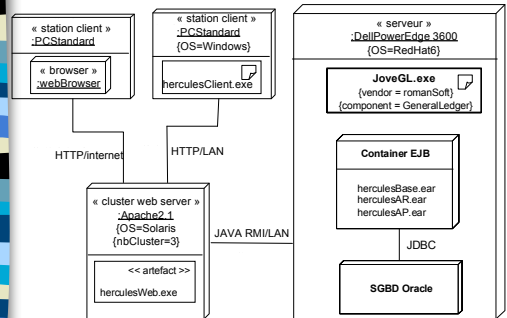 « station client »
:PCStandard
« browser »
:webBrowser
« station client »
:PCStandard
{OS=Windows}
herculesClient.exe
« serveur »
:DellPowerEdge 3600
{OS=RedHat6}
JoveGL.exe
{vendor = romanSoft}
{component = GeneralLedger}
Container EJB
herculesBase.ear
herculesAR.ear
herculesAP.ear
JDBC
SGBD Oracle
HTTP/internet
HTTP/LAN
« cluster web server »
:Apache2.1
{OS=Solaris
{nbCluster=3}
<< artefact >>
herculesWeb.exe
JAVA RMI/LAN